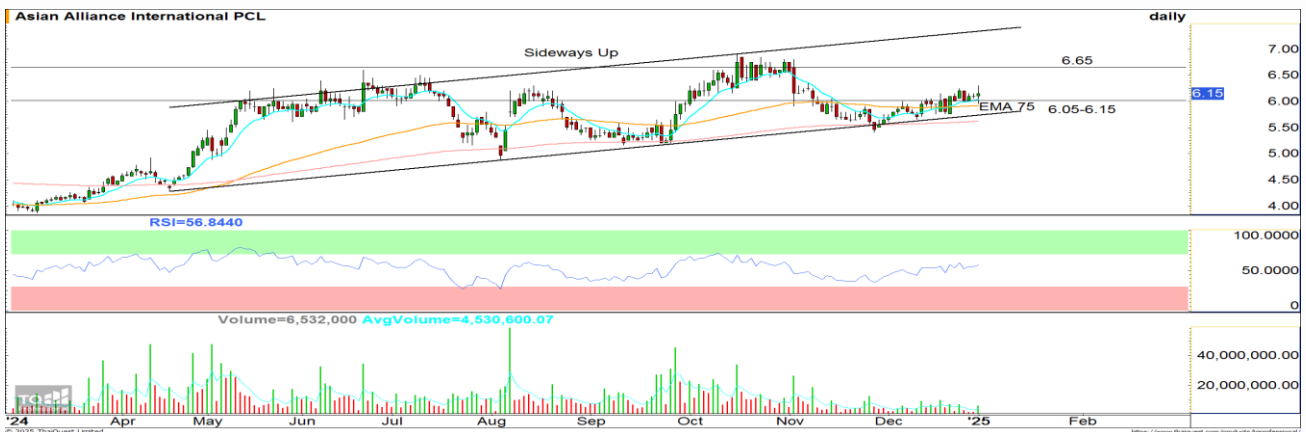 Asian Alliance International PCL
daily
Sideways Up
7.00
6.65
6.50
6.15
6.00
EMA 75
6.05-6.15
5.50
5.00
4.50
4.00
RSI=56.8440
100.0000
50.0000
0
Volume=6,532,000 AvgVolume=4,530,600.07
40,000,000.00
20,000,000.00
'24 Apr May Jun Jul Aug Sep Oct Nov Dec '25 Feb
© 2025 ThaiQuest Limited